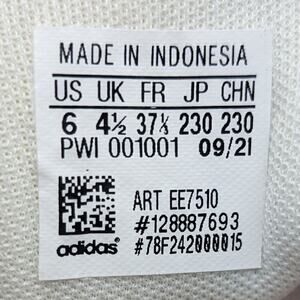 MADE IN INDONESIA
US UK FR JP CHN
6 4½ 37⅓ 230 230
PWI 001001 09/21
ART EE7510
#128887693
adidas® #78F242000015